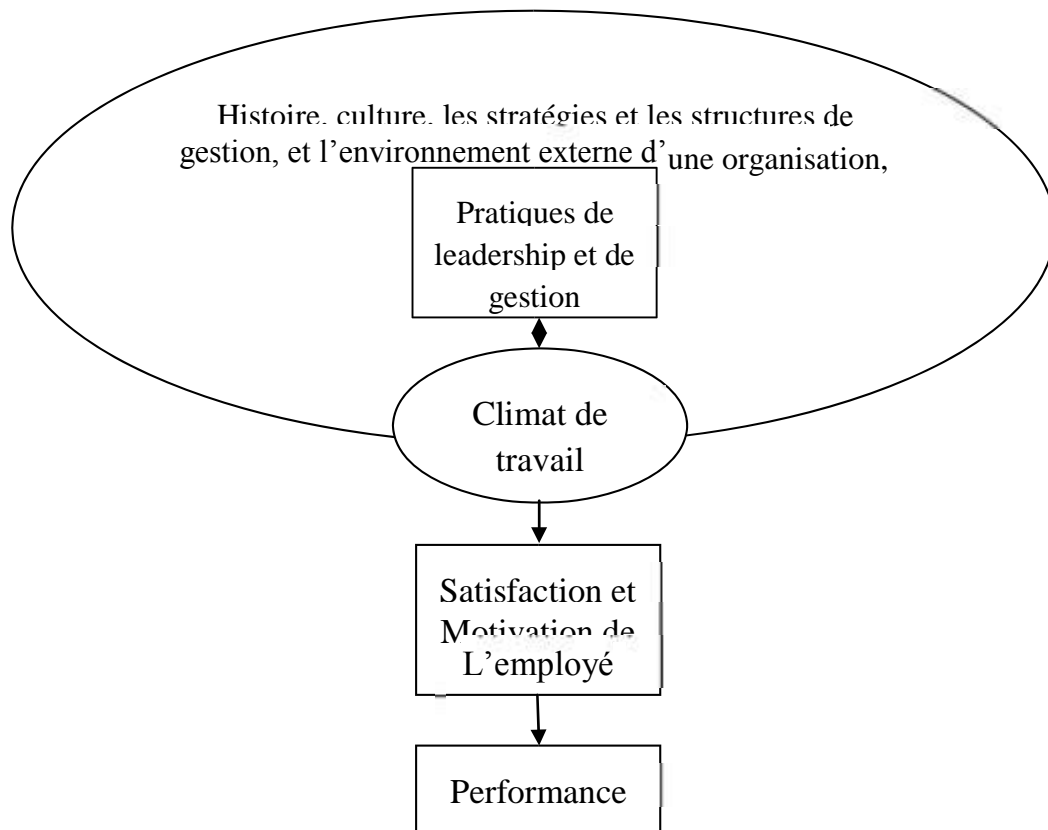 Histoire, culture, les stratégies et les structures de
gestion, et l’environnement externe d’une organisation,
Pratiques de
leadership et de
gestion
Climat de
travail
Satisfaction et
Motivation de
L’employé
Performance